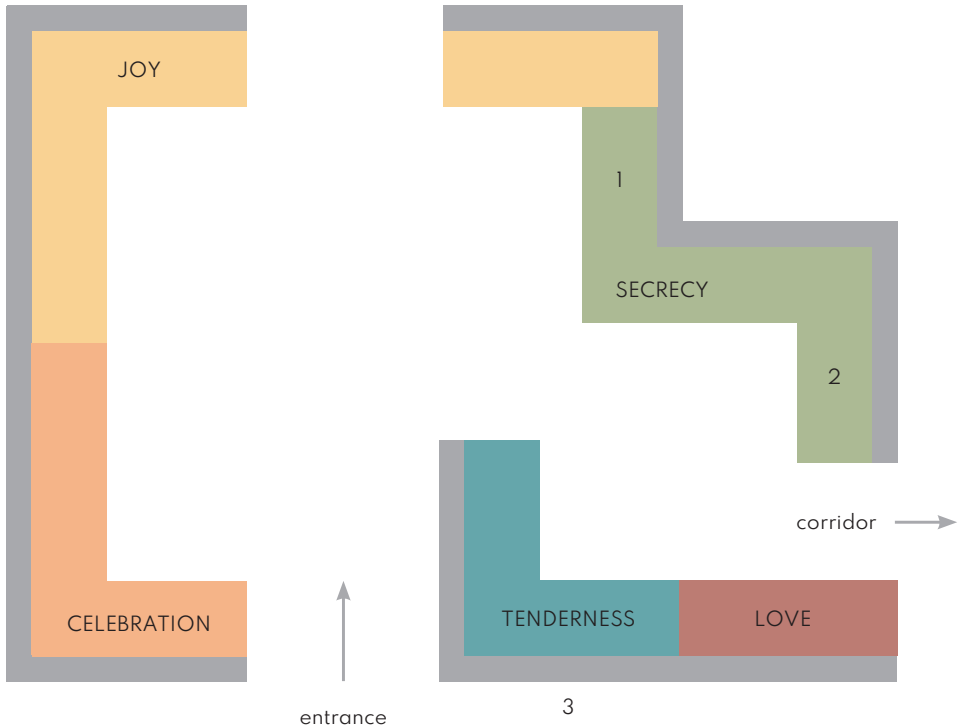 JOY
1
SECRECY
2
corridor
CELEBRATION
TENDERNESS
LOVE
3
entrance